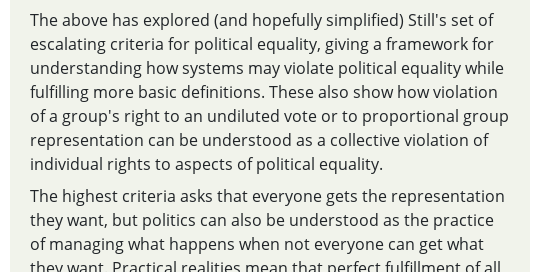 The above has explored (and hopefully simplified) Still's set of
escalating criteria for political equality, giving a framework for
understanding how systems may violate political equality while
fulfilling more basic definitions. These also show how violation
of a group's right to an undiluted vote or to proportional group
representation can be understood as a collective violation of
individual rights to aspects of political equality.
The highest criteria asks that everyone gets the representation
they want, but politics can also be understood as the practice
of managing what happens when not everyone can get what
they want. Practical realities mean that perfect fulfillment of all